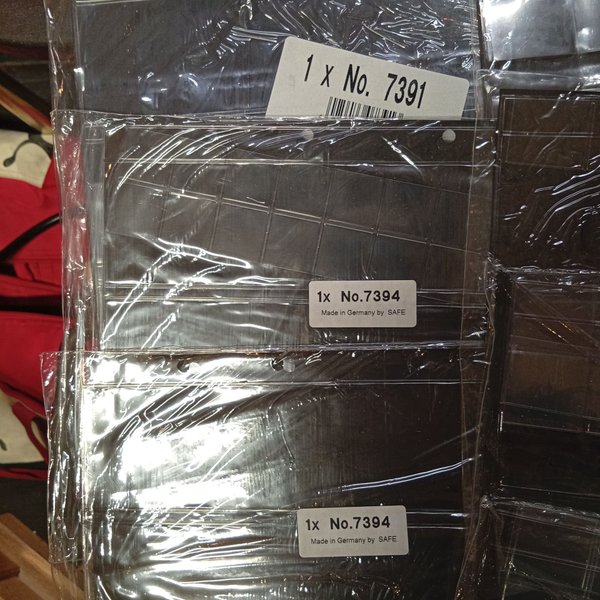 1 x No. 7391
1x No.7394
Made in Germany by SAFE
1x No.7394
Made in Germany by SAFE